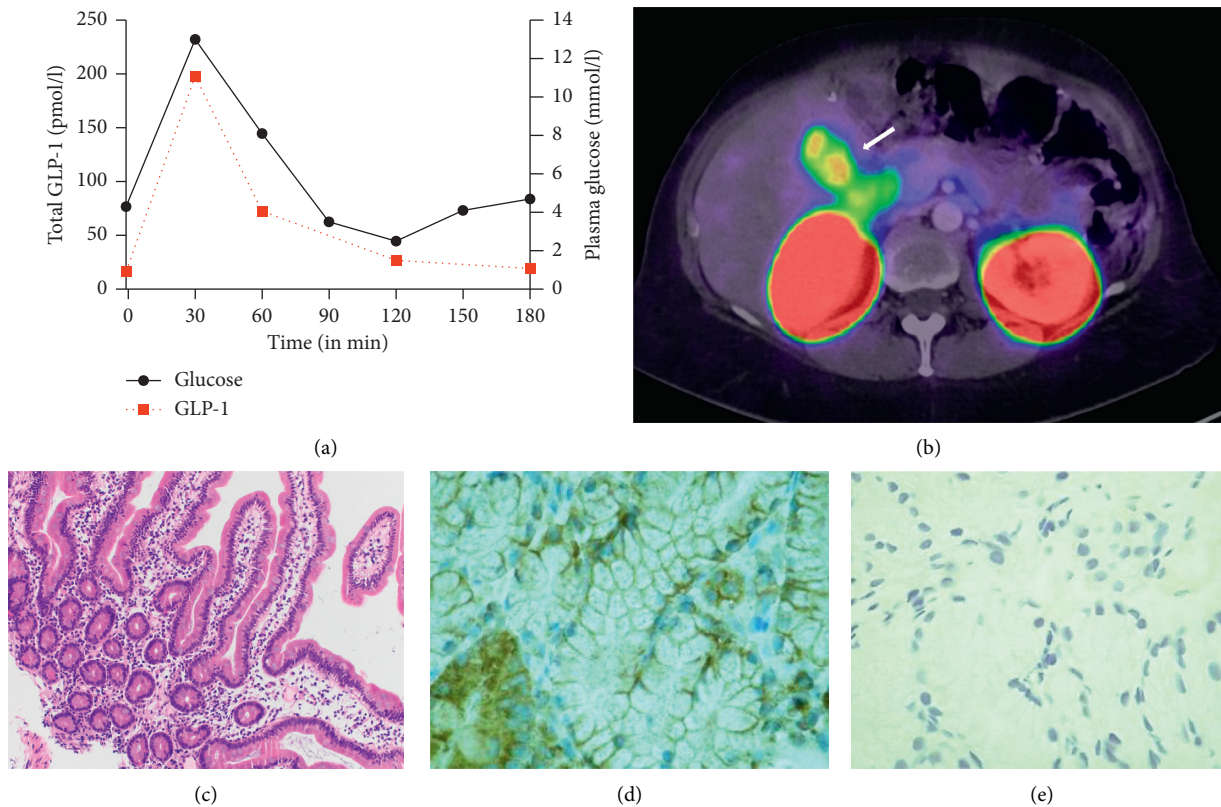 250
200
150
100
50
0
Total GLP-1 (pmol/l)
14
12
10
8
6
4
2
0
Plasma glucose (mmol/l)
0 30 60 90 120 150 180
Time (in min)
Glucose
GLP-1
(a)
(b)
(c)
(d)
(e)